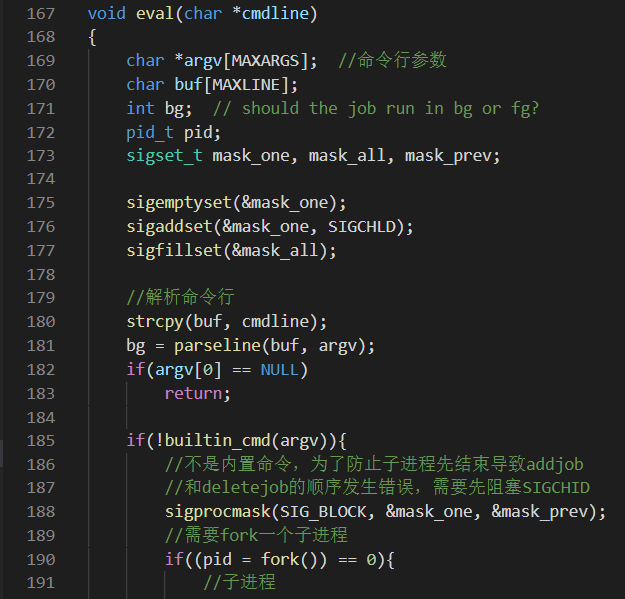 167 void eval(char *cmdline)
168 {
169 char *argv[MAXARGS]; //命令行参数
170 char buf[MAXLINE];
171 int bg; // should the job run in bg or fg?
172 pid_t pid;
173 sigset_t mask_one, mask_all, mask_prev;
174
175 sigemptyset(&mask_one);
176 sigaddset(&mask_one, SIGCHLD);
177 sigfillset(&mask_all);
178
179 //解析命令行
180 strcpy(buf, cmdline);
181 bg = parseline(buf, argv);
182 if(argv[0] == NULL)
183 return;
184
185 if(!builtin_cmd(argv)){
186 //不是内置命令，为了防止子进程先结束导致addjob
187 //和deletejob的顺序发生错误，需要先阻塞SIGCHID
188 sigprocmask(SIG_BLOCK, &mask_one, &mask_prev);
189 //需要fork一个子进程
190 if((pid = fork()) == 0){
191 //子进程